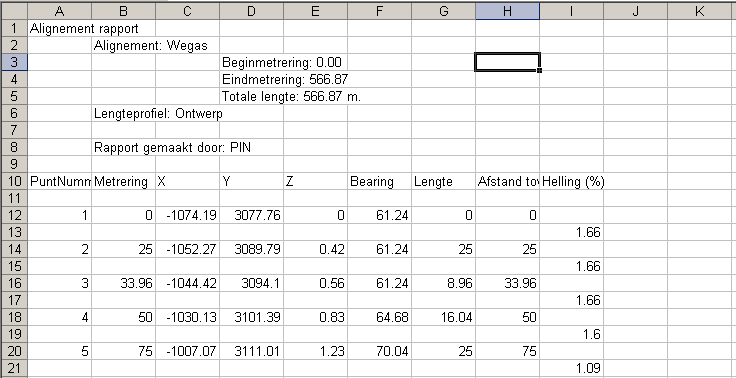 A B C D E F G H I J K
1 Alignement rapport
2 Alignement: Wegas
3 Beginmetrering: 0.00
4 Eindmetrering: 566.87
5 Totale lengte: 566.87 m.
6 Lengteprofiel: Ontwerp
7
8 Rapport gemaakt door: PIN
9
10 PuntNumm Metrering X Y Z Bearing Lengte Afstand tov Helling (%)
11
12 1 0 -1074.19 3077.76 0 61.24 0 0
13 1.66
14 2 25 -1052.27 3089.79 0.42 61.24 25 25
15 1.66
16 3 33.96 -1044.42 3094.1 0.56 61.24 8.96 33.96
17 1.66
18 4 50 -1030.13 3101.39 0.83 64.68 16.04 50
19 1.6
20 5 75 -1007.07 3111.01 1.23 70.04 25 75
21 1.09